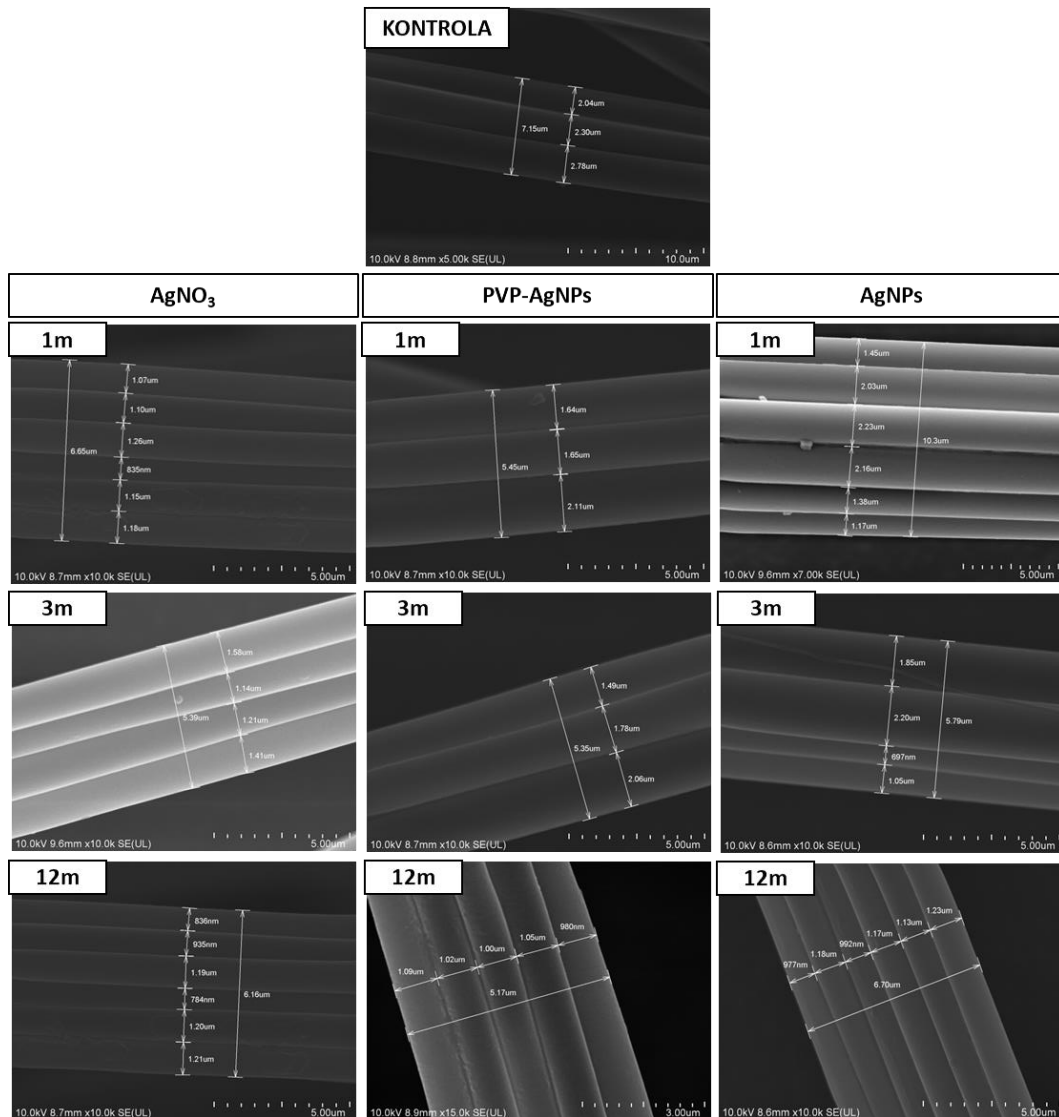 KONTROLA
2.04um
7.15um
2.30um
2.78um
10.0kV 8.8mm x5.00k SE(UL)
10.0um
AgNO₃
PVP-AgNPs
AgNPs
1m
1.07um
1.10um
1.26um
6.65um
835nm
1.15um
1.18um
10.0kV 8.7mm x10.0k SE(UL)
5.00um
1m
1.64um
1.65um
5.45um
2.11um
10.0kV 8.7mm x10.0k SE(UL)
5.00um
1m
1.45um
2.03um
2.23um
10.3um
2.16um
1.38um
1.17um
10.0kV 9.6mm x7.00k SE(UL)
5.00um
3m
1.58um
1.14um
5.39um
1.21um
1.41um
10.0kV 9.6mm x10.0k SE(UL)
5.00um
3m
1.49um
1.78um
5.35um
2.06um
10.0kV 8.7mm x10.0k SE(UL)
5.00um
3m
1.85um
2.20um
5.79um
697nm
1.05um
10.0kV 8.6mm x10.0k SE(UL)
5.00um
12m
836nm
935nm
1.19um
6.16um
784nm
1.20um
1.21um
10.0kV 8.7mm x10.0k SE(UL)
5.00um
12m
980nm
1.05um
1.00um
1.02um
1.09um
5.17um
10.0kV 8.9mm x15.0k SE(UL)
3.00um
12m
1.23um
1.13um
1.17um
992nm
1.18um
977nm
6.70um
10.0kV 8.6mm x10.0k SE(UL)
5.00um